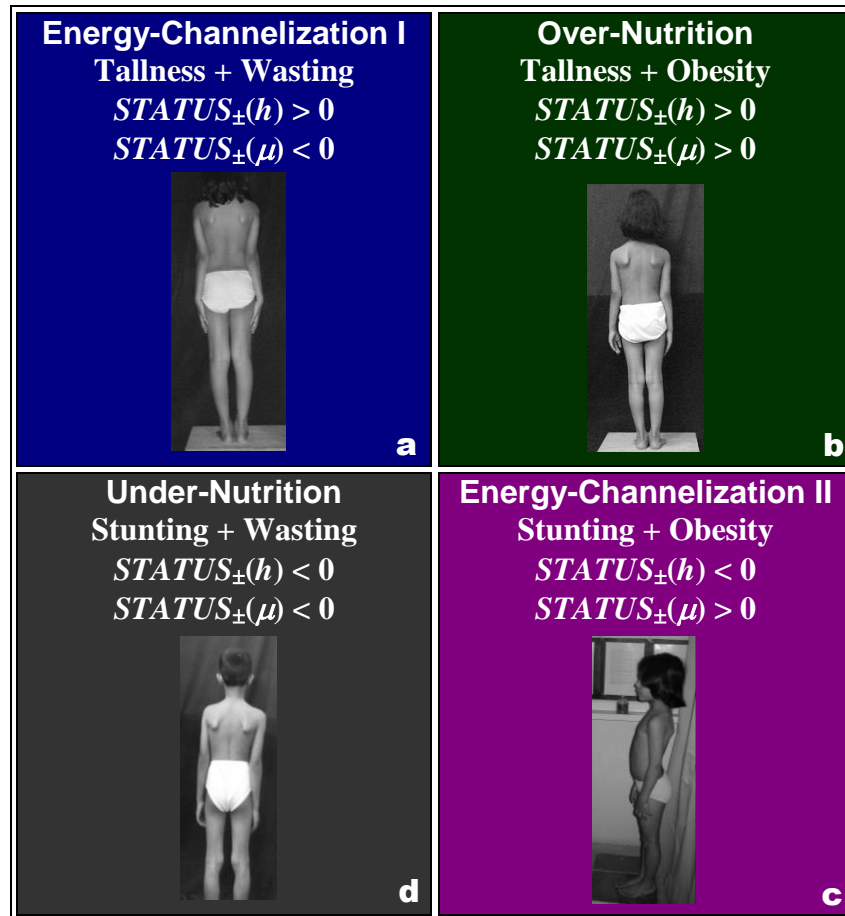 Energy-Channelization I
Tallness + Wasting
STATUS±(h) > 0
STATUS±(μ) < 0
a
Over-Nutrition
Tallness + Obesity
STATUS±(h) > 0
STATUS±(μ) > 0
b
Under-Nutrition
Stunting + Wasting
STATUS±(h) < 0
STATUS±(μ) < 0
d
Energy-Channelization II
Stunting + Obesity
STATUS±(h) < 0
STATUS±(μ) > 0
c